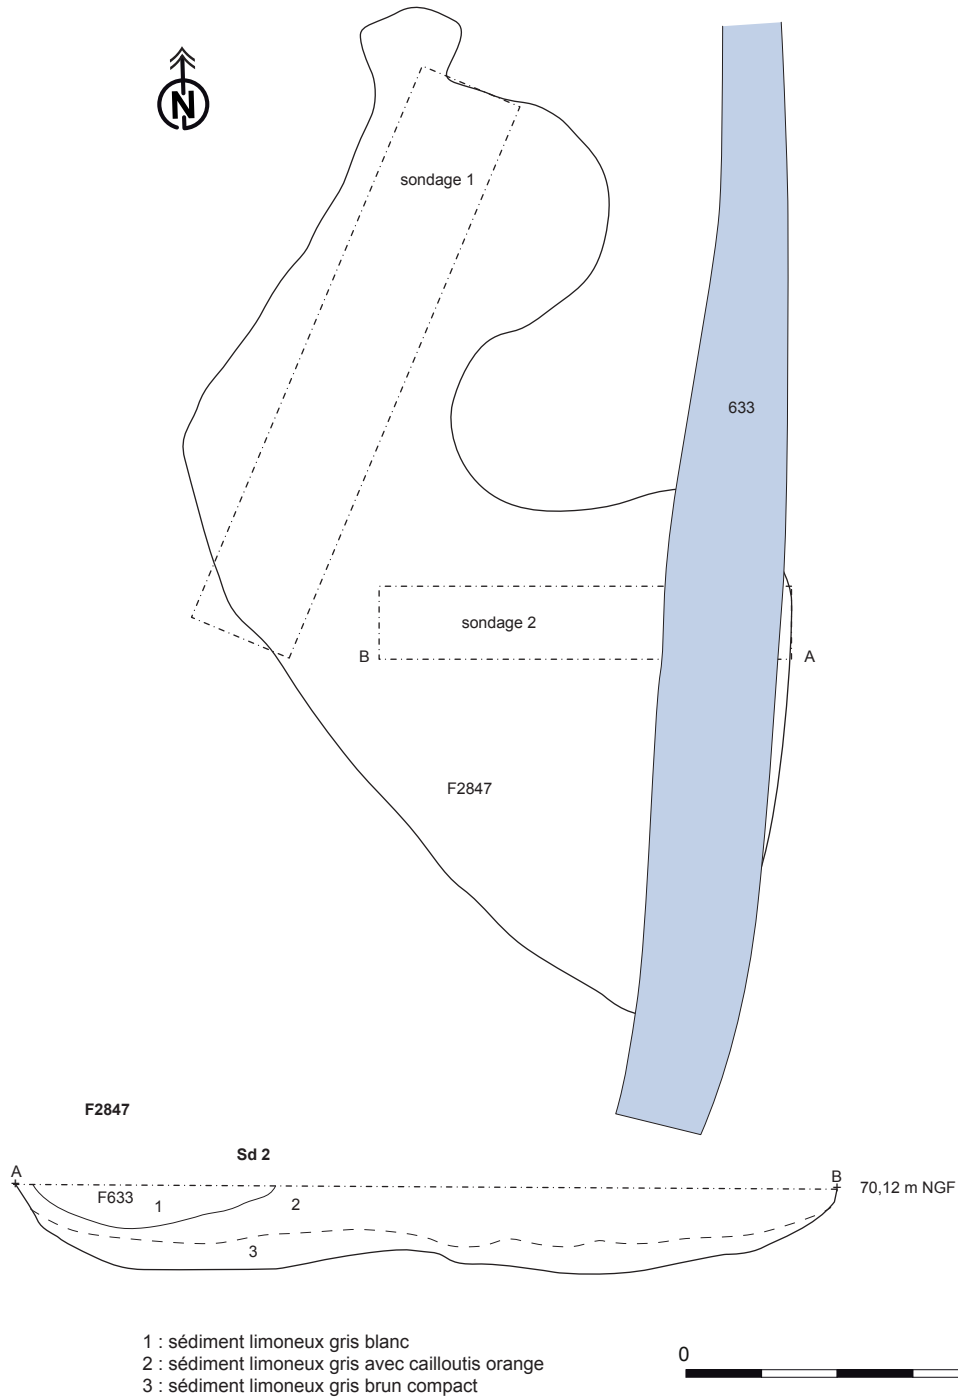 N
sondage 1
633
sondage 2
B
A
F2847
F2847
Sd 2
A
B
F633
1
2
70,12 m NGF
3
1 : sédiment limoneux gris blanc
2 : sédiment limoneux gris avec cailloutis orange
3 : sédiment limoneux gris brun compact
0